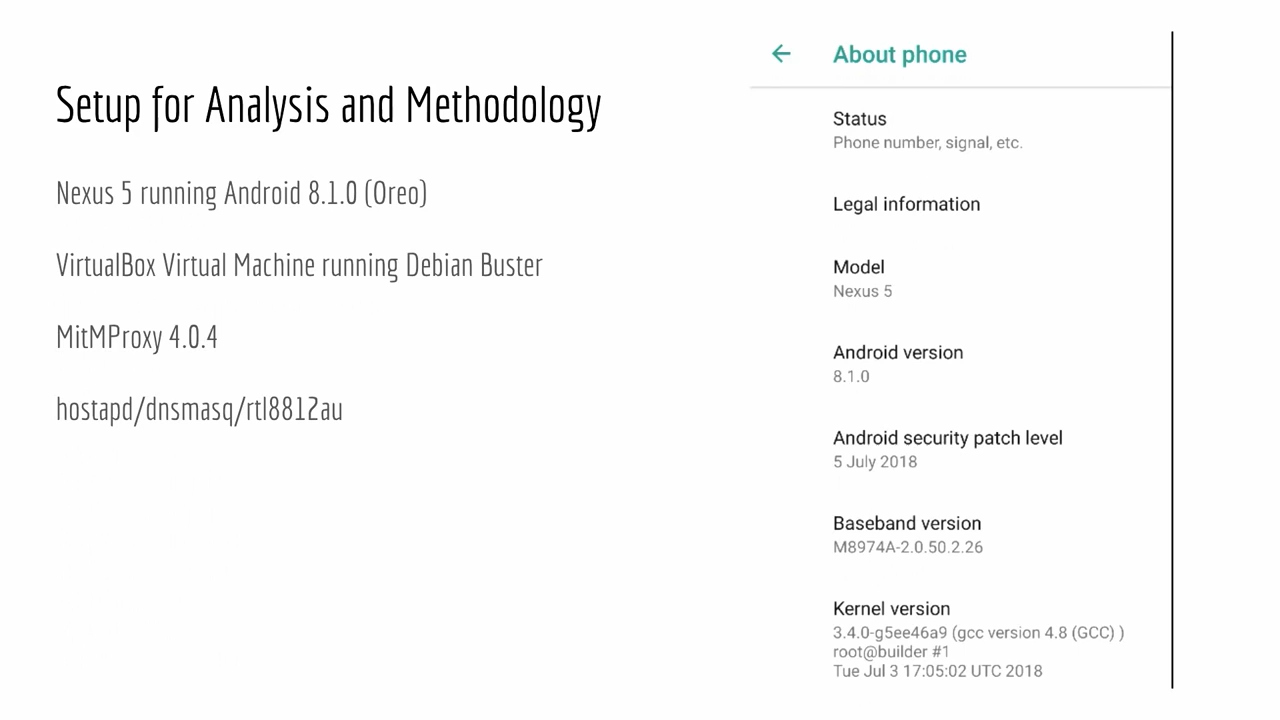 Setup for Analysis and Methodology
Nexus 5 running Android 8.1.0 (Oreo)
VirtualBox Virtual Machine running Debian Buster
MitMProxy 4.0.4
hostapd/dnsmasq/rtl8812au
About phone
Status
Phone number, signal, etc.
Legal information
Model
Nexus 5
Android version
8.1.0
Android security patch level
5 July 2018
Baseband version
M8974A-2.0.50.2.26
Kernel version
3.4.0-g5ee46a9 (gcc version 4.8 (GCC) )
root@builder #1
Tue Jul 3 17:05:02 UTC 2018